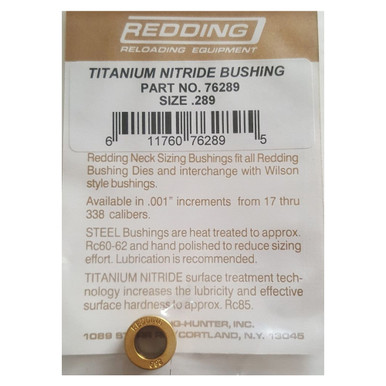 REDDING
RELOADING EQUIPMENT
TITANIUM NITRIDE BUSHING
PART NO. 76289
SIZE .289
6 11760 76289 5
Redding Neck Sizing Bushings fit all Redding
Bushing Dies and interchange with Wilson
style bushings.
Available in .001" increments from 17 thru
338 calibers.
STEEL Bushings are heat treated to approx.
Rc60-62 and hand polished to reduce sizing
effort. Lubrication is recommended.
TITANIUM NITRIDE surface treatment tech-
nology increases the lubricity and effective
surface hardness to approx. Rc85.
-HUNTER, INC.
1089 CORTLAND, N.Y. 13045
REDDING